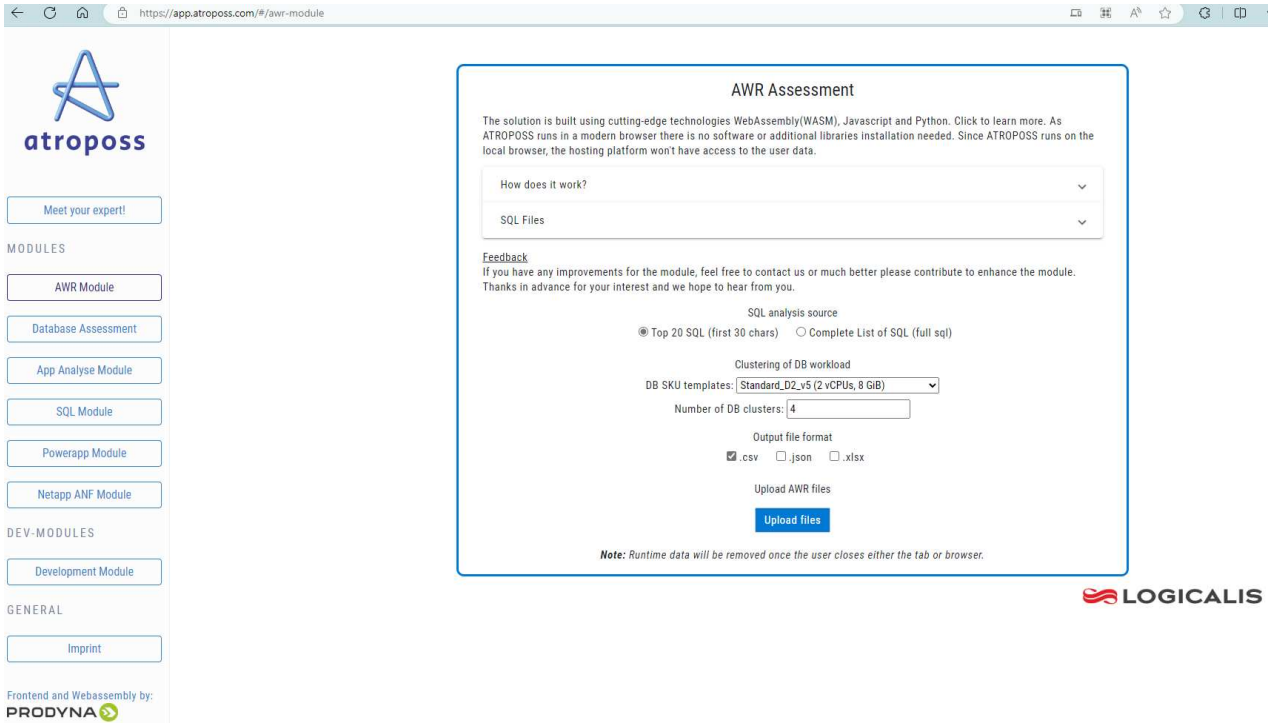 https://app.atroposs.com/#/awr-module
atroposs
Meet your expert!
MODULES
AWR Module
Database Assessment
App Analyse Module
SQL Module
Powerapp Module
Netapp ANF Module
DEV-MODULES
Development Module
GENERAL
Imprint
Frontend and Webassembly by:
PRODYNA
AWR Assessment
The solution is built using cutting-edge technologies WebAssembly(WASM), Javascript and Python. Click to learn more. As
ATROPOSS runs in a modern browser there is no software or additional libraries installation needed. Since ATROPOSS runs on the
local browser, the hosting platform won't have access to the user data.
How does it work?
SQL Files
Feedback
If you have any improvements for the module, feel free to contact us or much better please contribute to enhance the module.
Thanks in advance for your interest and we hope to hear from you.
SQL analysis source
Top 20 SQL (first 30 chars) Complete List of SQL (full sql)
Clustering of DB workload
DB SKU templates: Standard_D2_v5 (2 vCPUs, 8 GiB)
Number of DB clusters: 4
Output file format
.csv .json .xlsx
Upload AWR files
Upload files
Note: Runtime data will be removed once the user closes either the tab or browser.
LOGICALIS